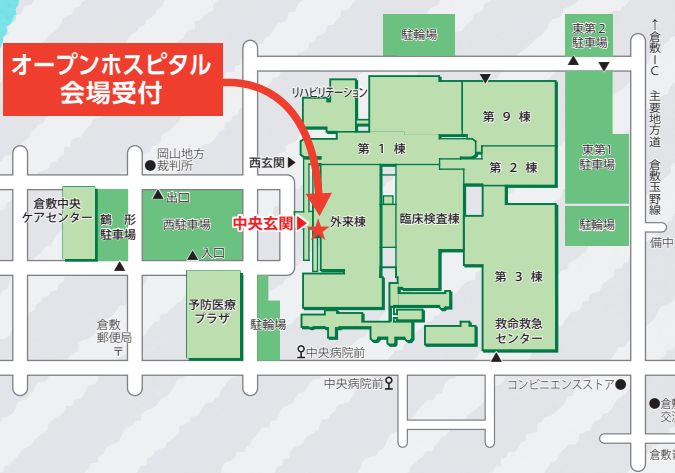 オープンホスピタル
会場受付
駐輪場
東第2
駐車場
↑倉敷IC 主要地方道 倉敷玉野線
リハビリテーション
第9棟
第1棟
東第1
駐車場
岡山地方
裁判所
西玄関▶
第2棟
倉敷中央
ケアセンター
鶴形
駐車場
▲出口
西駐車場
▲入口
中央玄関▶
外来棟
臨床検査棟
駐輪場
備中
第3棟
予防医療
プラザ
倉敷
郵便局
〒
駐輪場
救命救急
センター
中央病院前
中央病院前
コンビニエンスストア●
●倉敷
交流
倉敷